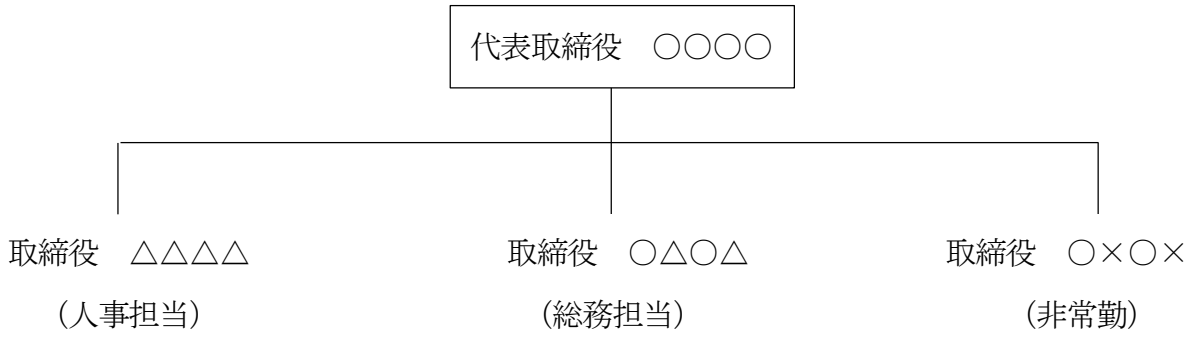 代表取締役　○○○○
取締役　△△△△
取締役　○△○△
取締役　○×○×
（人事担当）
（総務担当）
（非常勤）